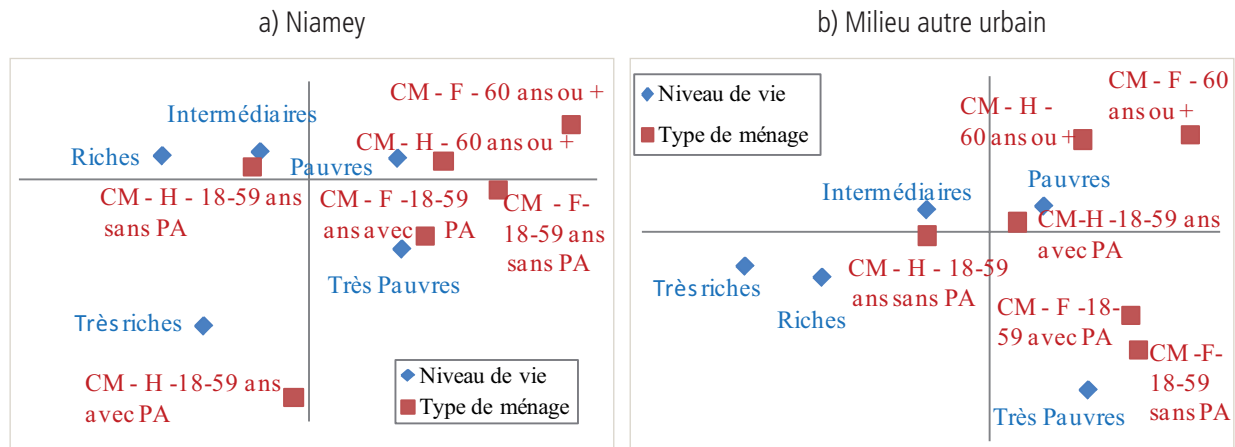 a) Niamey
CM - F - 60 ans ou +
Intermédiaires
CM - H - 60 ans ou +
Riches
Pauvres
CM - H - 18-59 ans
sans PA
CM - F -18-59
ans avec PA
CM - F-
18-59 ans
sans PA
Très Pauvres
Très riches
CM - H -18-59 ans
avec PA
Niveau de vie
Type de ménage
b) Milieu autre urbain
Niveau de vie
Type de ménage
CM - H -
60 ans ou +
CM - F - 60
ans ou +
Intermédiaires
Pauvres
CM-H -18-59 ans
avec PA
CM - H - 18-59
ans sans PA
Très riches
Riches
CM - F -18-
59 avec PA
CM -F-
18-59
sans PA
Très Pauvres